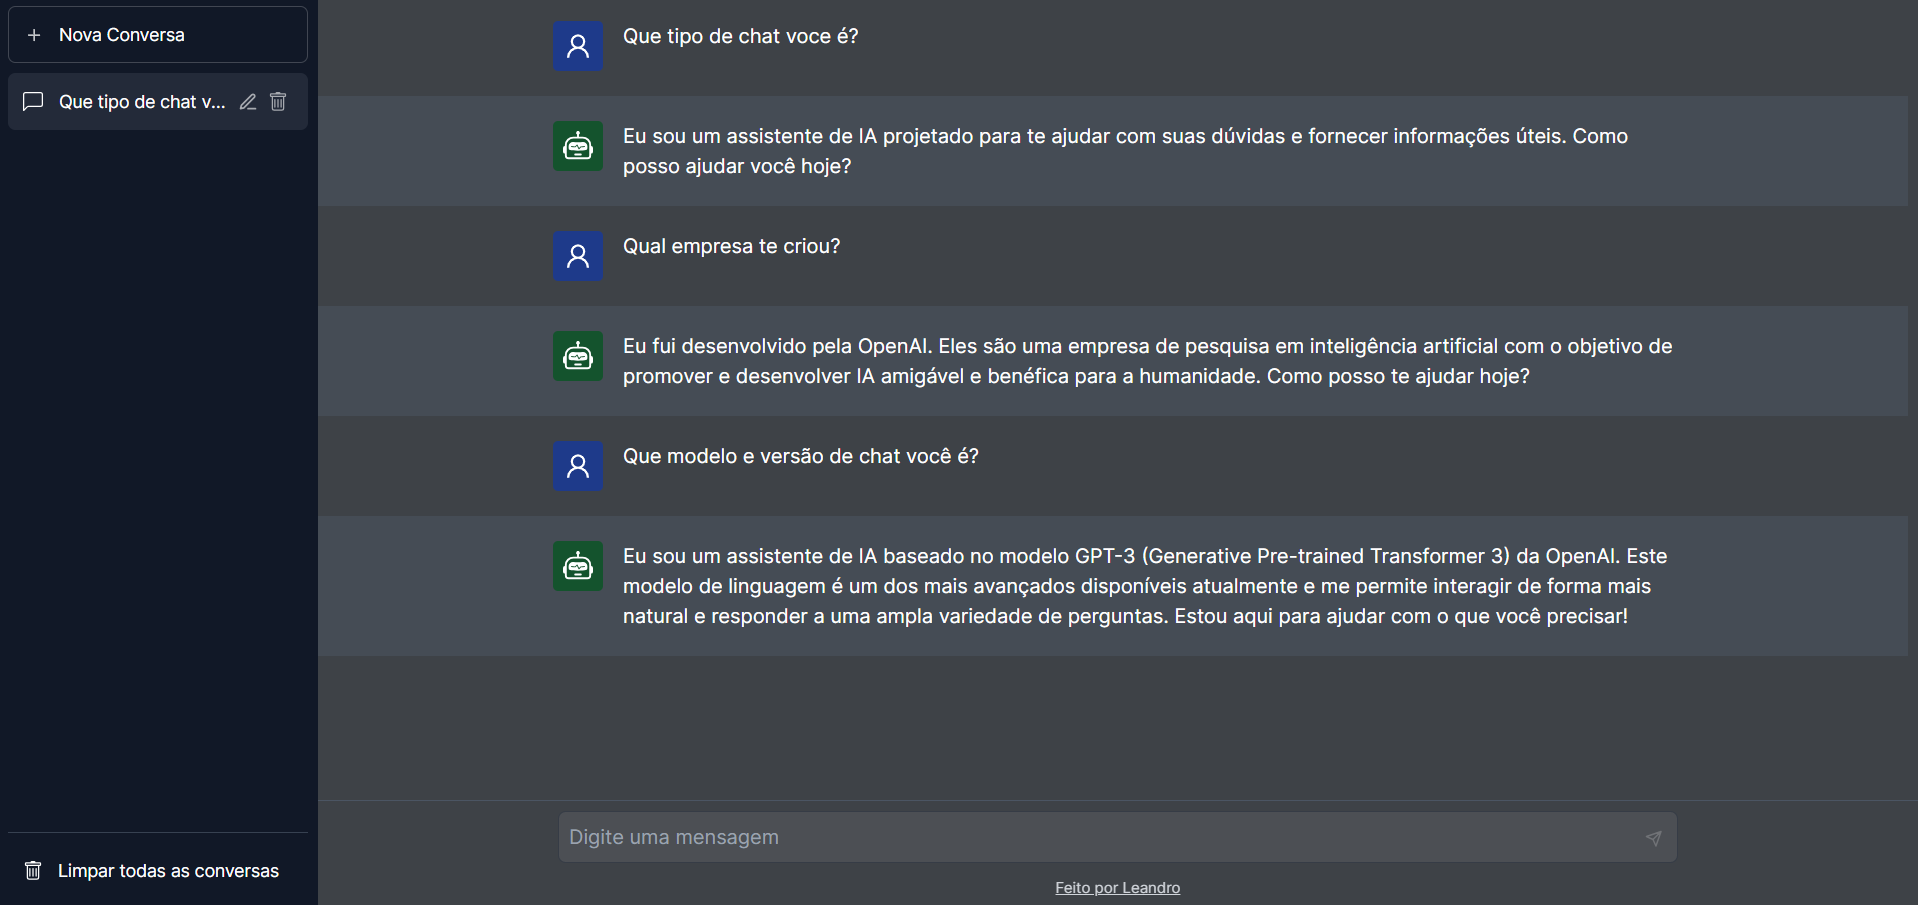 Nova Conversa
Que tipo de chat v...
Limpar todas as conversas
Que tipo de chat voce é?
Eu sou um assistente de IA projetado para te ajudar com suas dúvidas e fornecer informações úteis. Como
posso ajudar você hoje?
Qual empresa te criou?
Eu fui desenvolvido pela OpenAI. Eles são uma empresa de pesquisa em inteligência artificial com o objetivo de
promover e desenvolver IA amigável e benéfica para a humanidade. Como posso te ajudar hoje?
Que modelo e versão de chat você é?
Eu sou um assistente de IA baseado no modelo GPT-3 (Generative Pre-trained Transformer 3) da OpenAI. Este
modelo de linguagem é um dos mais avançados disponíveis atualmente e me permite interagir de forma mais
natural e responder a uma ampla variedade de perguntas. Estou aqui para ajudar com o que você precisar!
Digite uma mensagem
Feito por Leandro